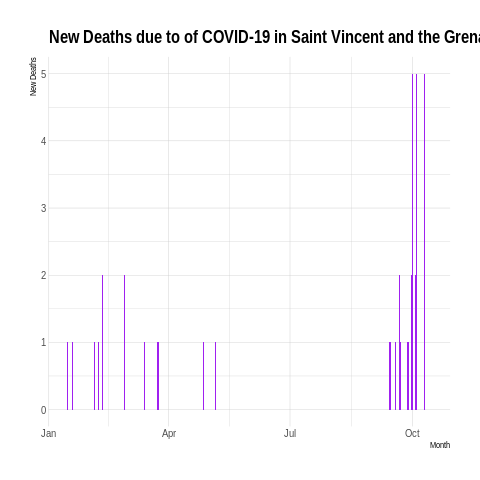 New Deaths due to of COVID-19 in Saint Vincent and the Grena
New Deaths
5
4
3
2
1
0
Jan Apr Jul Oct
Month